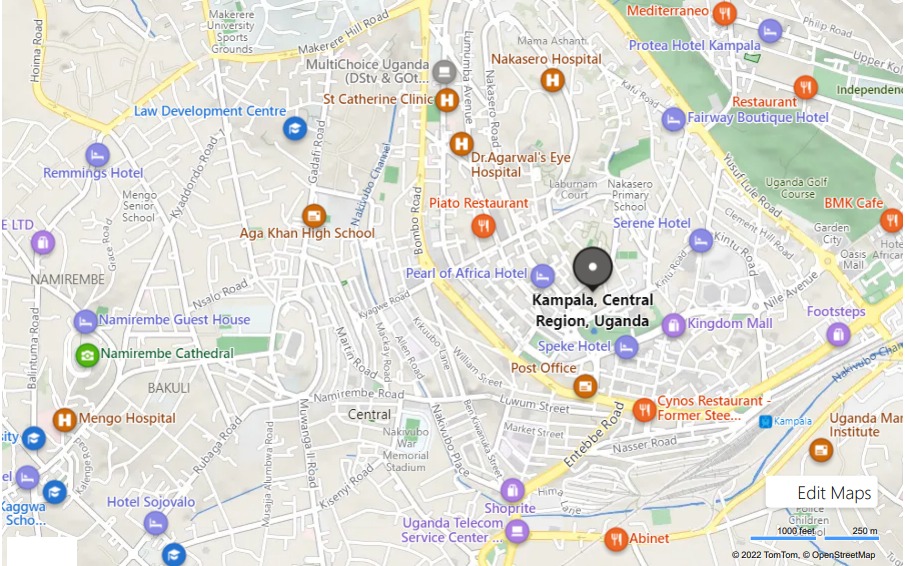 Mediterraneo
Philip Road
Makerere
University
Sports
Grounds
Makerere Hill Road
Hoima Road
Mama Ashanti
Protea Hotel Kampala
MultiChoice Uganda
(DStv & GOt...
Lumumba Avenue
Nakasero Road
Nakasero Hospital
Upper Kol
St Catherine Clinic
Kafu Road
Restaurant
Independenc
Law Development Centre
Fairway Boutique Hotel
Gadafi Road
Kyaddondo Road
Nakivubo Channel
Dr.Agarwal's Eye
Hospital
Yusuf Lule Road
Remmings Hotel
Laburnam
Court
Nakasero
Primary
School
Uganda Golf
Course
Mengo
Senior
School
Piato Restaurant
BMK Cafe
E LTD
Aga Khan High School
Bombo Road
Serene Hotel
Clement Hill Road
Garden
City
Grace Road
Kintu Road
Kintu Road
Oasis
Mall
Hote
African
NAMIREMBE
Nsalo Road
Pearl of Africa Hotel
Nile Avenue
Kampala, Central
Region, Uganda
Kyagwe Road
Footsteps
Namirembe Guest House
Kingdom Mall
Balintuma Road
Martin Road
Mackay Road
Allen Road
Kikuubo Lane
William Street
Speke Hotel
Nakivubo Chan
Namirembe Cathedral
Post Office
BAKULI
Namirembe Road
Luwum Street
Cynos Restaurant -
Former Stee...
Mengo Hospital
Central
Ben Kiwanuka Street
Market Street
Entebbe Road
Kampala
Uganda Man
Institute
sity
Kalenga Road
Rubaga Road
Muwanga II Road
Nakivubo
War
Memorial
Stadium
Nakivubo Place
Nasser Road
Kisenyi Road
el
Kaggwa
Scho...
Hotel Sojovalo
Musajja Alumbwa Road
Shoprite
Hima
Ane
Edit Maps
Police
Children
Uganda Telecom
Service Center ...
Abinet
1000 feet
250 m
© 2022 TomTom, © OpenStreetMap